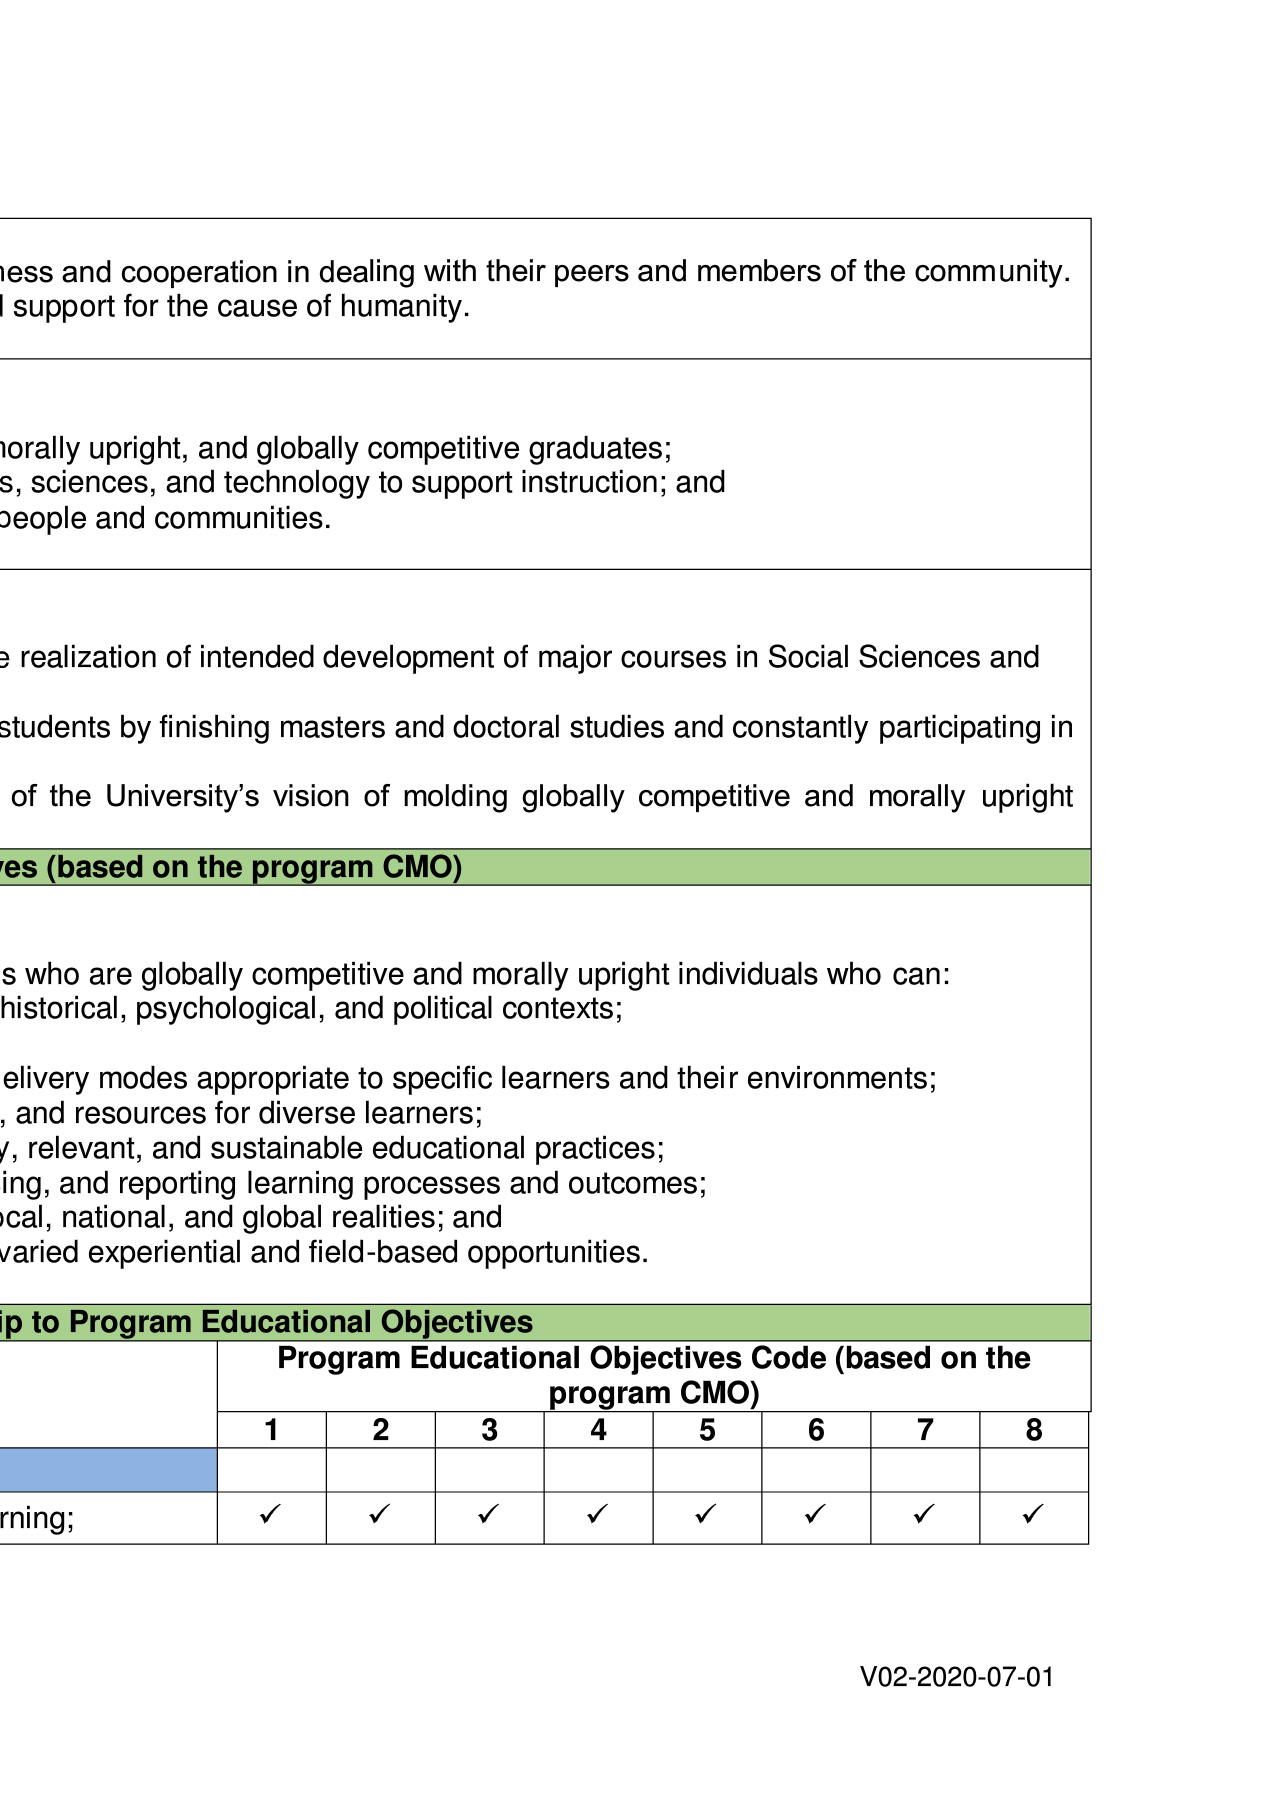 ness and cooperation in dealing with their peers and members of the community.
support for the cause of humanity.
morally upright, and globally competitive graduates;
s, sciences, and technology to support instruction; and
people and communities.
e realization of intended development of major courses in Social Sciences and
students by finishing masters and doctoral studies and constantly participating in
of the University’s vision of molding globally competitive and morally upright
ves (based on the program CMO)
s who are globally competitive and morally upright individuals who can:
historical, psychological, and political contexts;
elivery modes appropriate to specific learners and their environments;
, and resources for diverse learners;
y, relevant, and sustainable educational practices;
sing, and reporting learning processes and outcomes;
ocal, national, and global realities; and
varied experiential and field-based opportunities.
ip to Program Educational Objectives
Program Educational Objectives Code (based on the
program CMO)
1 2 3 4 5 6 7 8
rning; ✓ ✓ ✓ ✓ ✓ ✓ ✓ ✓
V02-2020-07-01